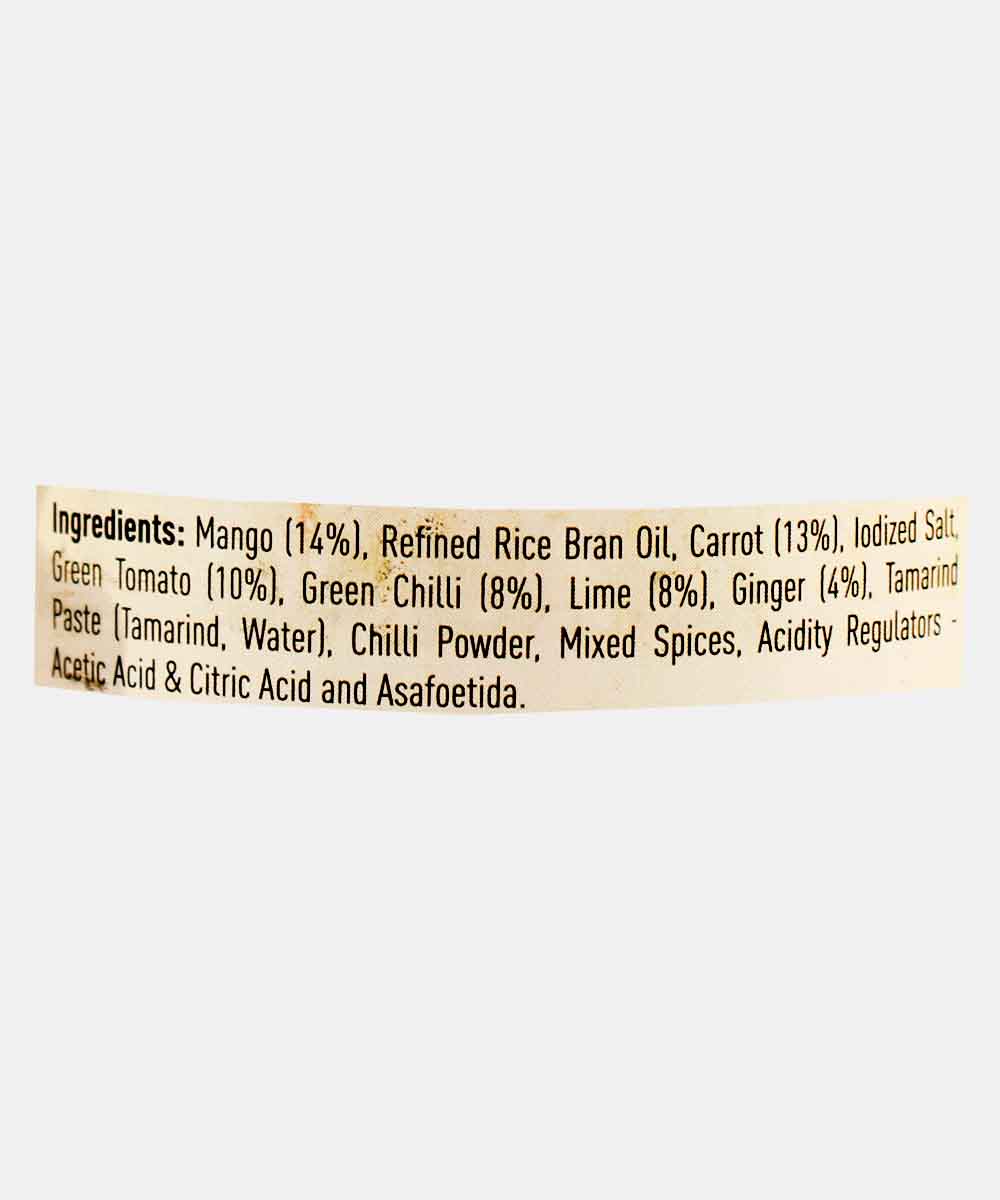 Ingredients: Mango (14%), Refined Rice Bran Oil, Carrot (13%), Iodized Salt,
Green Tomato (10%), Green Chilli (8%), Lime (8%), Ginger (4%), Tamarind
Paste (Tamarind, Water), Chilli Powder, Mixed Spices, Acidity Regulators -
Acetic Acid & Citric Acid and Asafoetida.